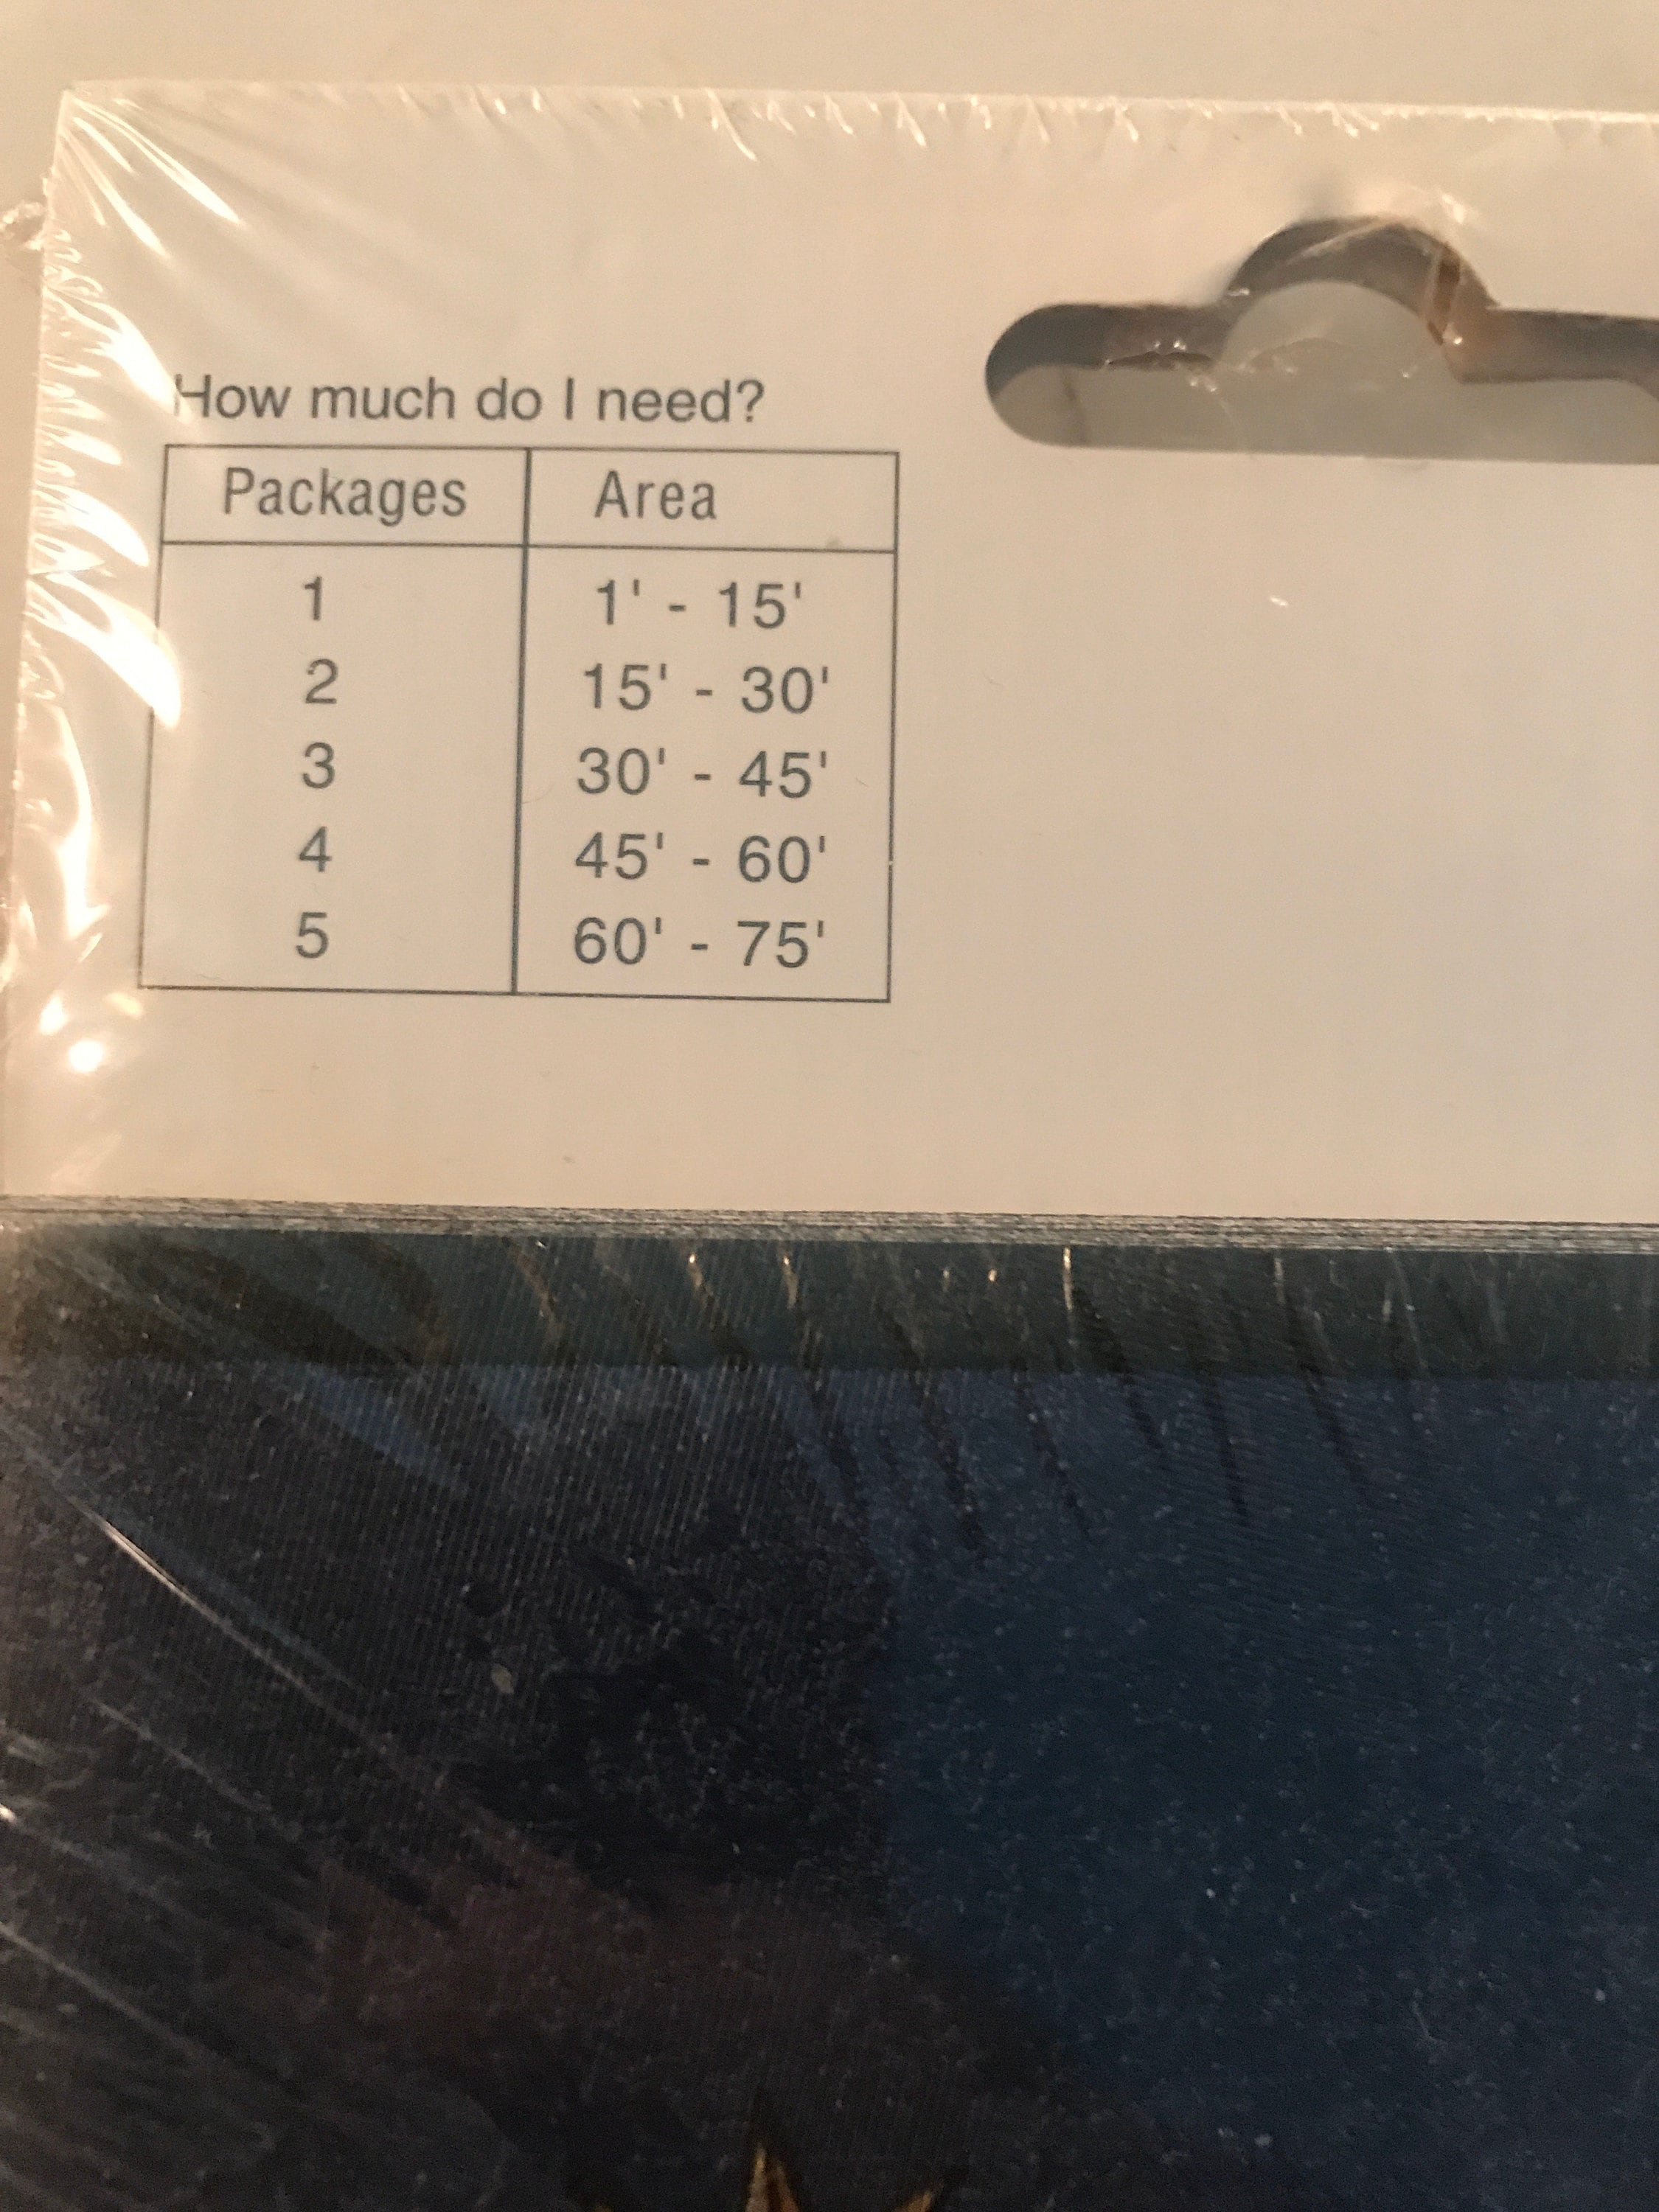 How much do I need?
Packages Area
1 1' - 15'
2 15' - 30'
3 30' - 45'
4 45' - 60'
5 60' - 75'